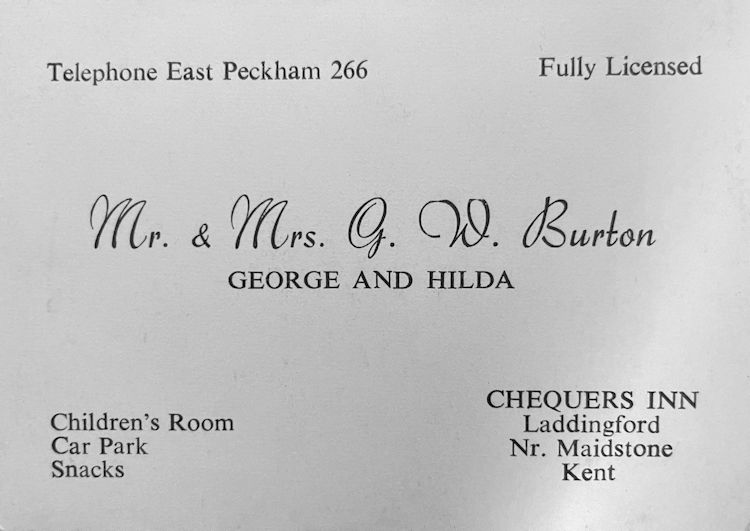 Telephone East Peckham 266
Fully Licensed
Mr. & Mrs. G. W. Burton
GEORGE AND HILDA
Children's Room
Car Park
Snacks
CHEQUERS INN
Laddingford
Nr. Maidstone
Kent